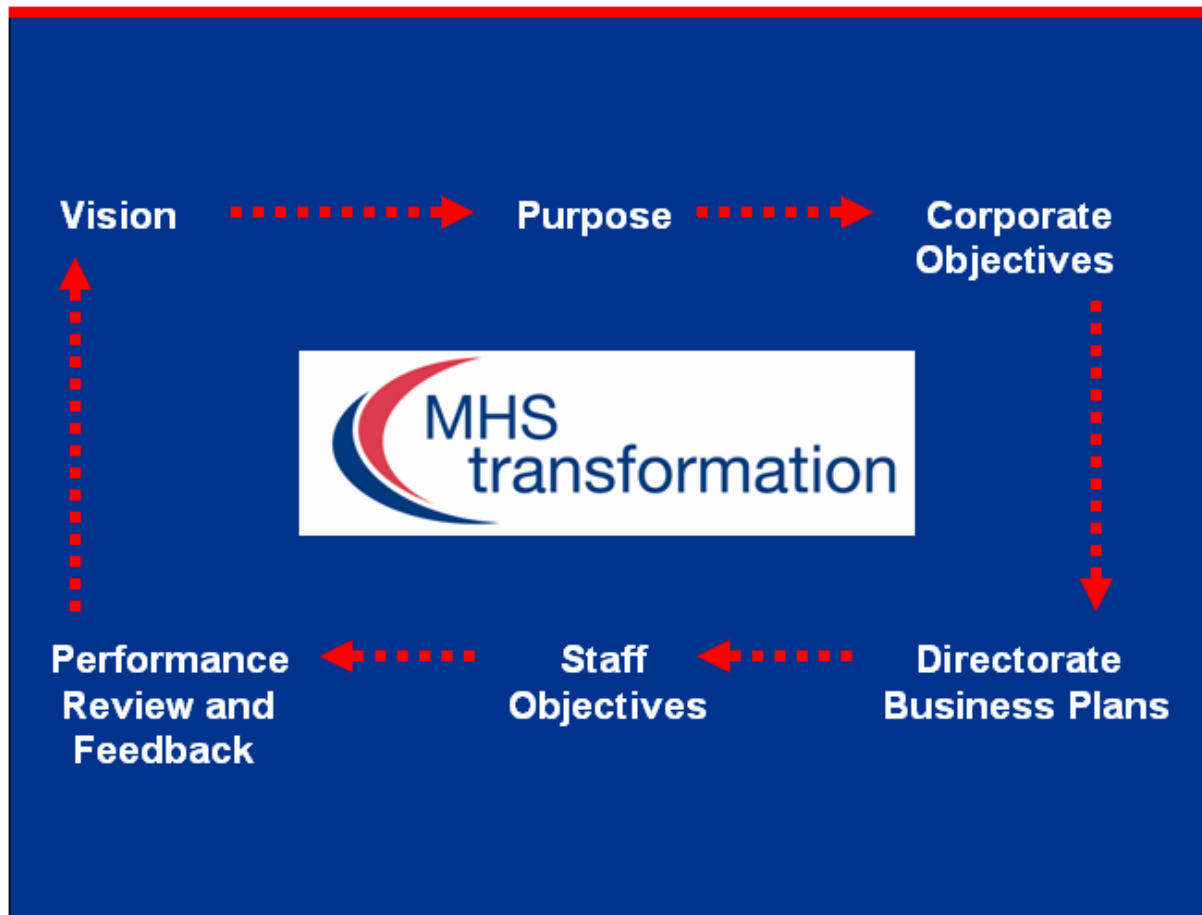 Vision
Purpose
Corporate
Objectives
MHS
transformation
Performance
Review and
Feedback
Staff
Objectives
Directorate
Business Plans